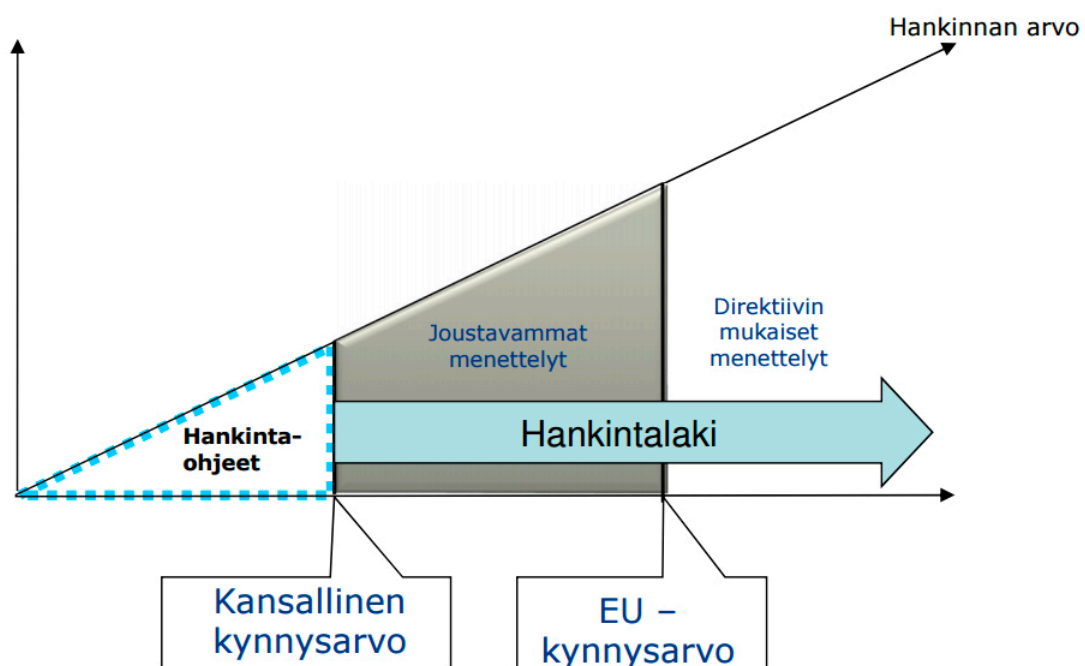 Hankinnan arvo
Direktiivin
mukaiset
menettelyt
Joustavammat
menettelyt
Hankinta-
ohjeet
Hankintalaki
Kansallinen
kynnysarvo
EU –
kynnysarvo